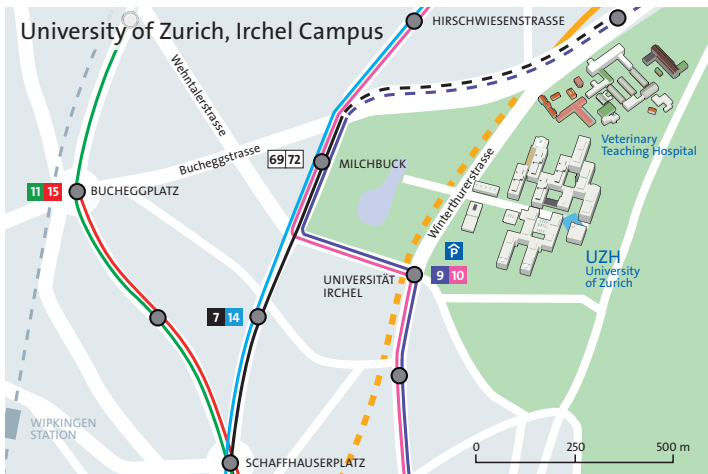 University of Zurich, Irchel Campus
HIRSCHWIESENSTRASSE
Wehntalerstrasse
Bucheggstrasse
69 72
MILCHBUCK
Winterthurerstrasse
Veterinary
Teaching Hospital
11 15
BUCHEGGPLATZ
P
UZH
University
of Zurich
UNIVERSITÄT
IRCHEL
9 10
7 14
WIPKINGEN
STATION
SCHAFFHAUSERPLATZ
0 250 500 m